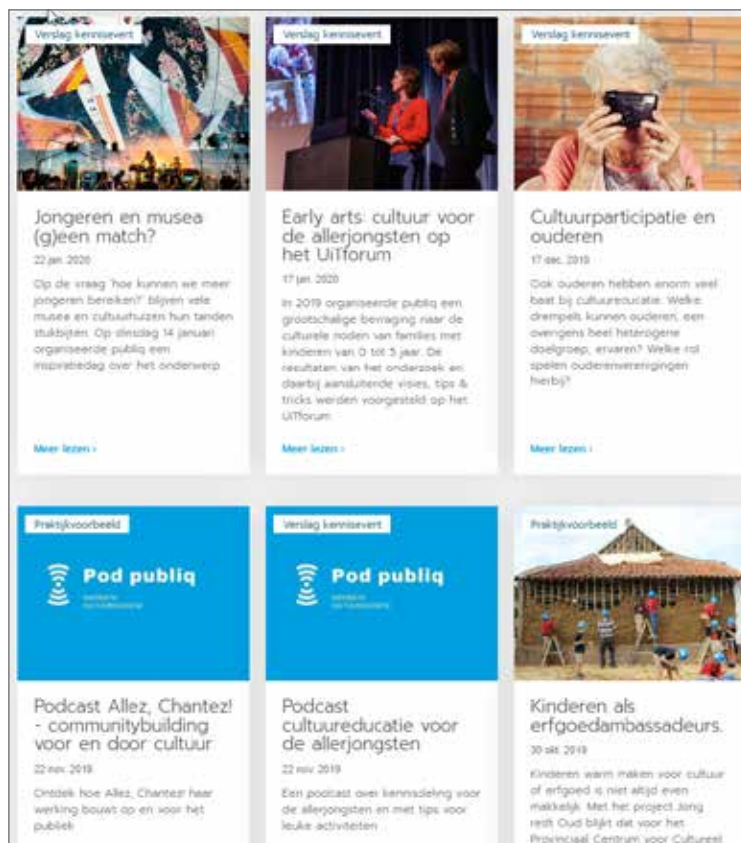 Verslag kennisevent
Jongeren en musea
(g)een match?
22 jan. 2020
Op de vraag 'hoe kunnen we meer
jongeren bereiken?' blijven vele
musea en cultuurhuizen hun tanden
stukbijten. Op dinsdag 14 januari
organiseerde publiq een
inspiratiedag over het onderwerp.
Meer lezen ›
Verslag kennisevent
Early arts: cultuur voor
de allerjongsten op
het UiTforum
17 jan. 2020
In 2019 organiseerde publiq een
grootschalige bevraging naar de
culturele noden van families met
kinderen van 0 tot 5 jaar. De
resultaten van het onderzoek en
daarbij aansluitende visies, tips &
tricks werden voorgesteld op het
UiTforum.
Meer lezen ›
Verslag kennisevent
Cultuurparticipatie en
ouderen
17 dec. 2019
Ook ouderen hebben enorm veel
baat bij cultuureducatie. Welke
drempels kunnen ouderen, een
overigens heel heterogene
doelgroep, ervaren? Welke rol
spelen ouderenverenigingen
hierbij?
Meer lezen ›
Praktijkvoorbeeld
Pod publiq
Podcast Allez, Chantez!
- communitybuilding
voor en door cultuur
22 nov. 2019
Ontdek hoe Allez, Chantez! haar
werking bouwt op en voor het
publiek
Verslag kennisevent
Pod publiq
Podcast
cultuureducatie voor
de allerjongsten
22 nov. 2019
Een podcast over kennisdeling voor
de allerjongsten en met tips voor
leuke activiteiten
Praktijkvoorbeeld
Kinderen als
erfgoedambassadeurs.
30 okt. 2019
Kinderen warm maken voor cultuur
of erfgoed is niet altijd even
makkelijk. Met het project Jong
redt Oud blijkt dat voor het
Provinciaal Centrum voor Cultureel